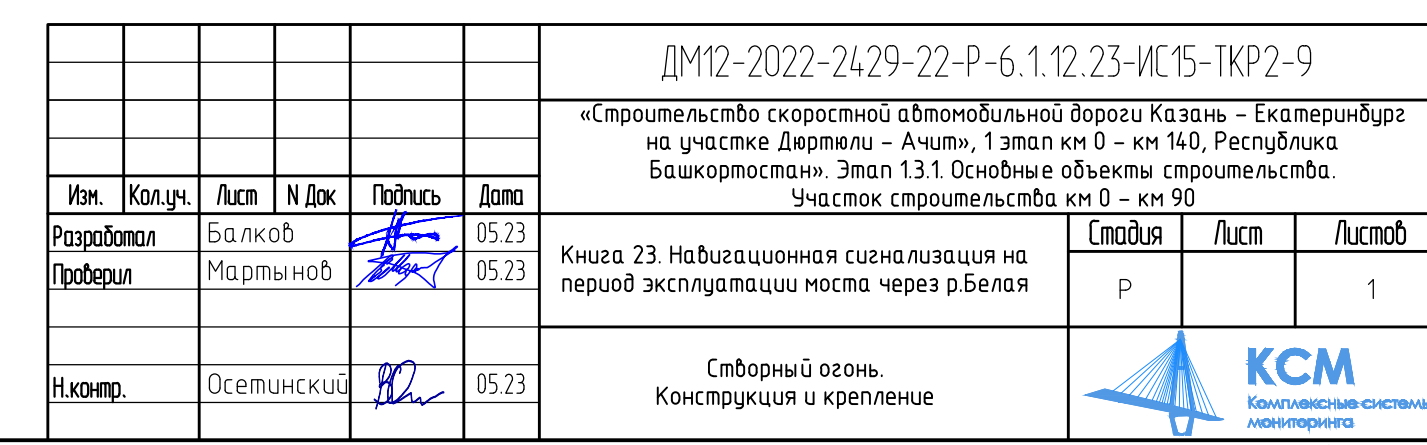 ДМ12-2022-2429-22-Р-6.1.12.23-ИС15-ТКР2-9
«Строительство скоростной автомобильной дороги Казань – Екатеринбург
на участке Дюртюли – Ачит», 1 этап км 0 – км 140, Республика
Башкортостан». Этап 1.3.1. Основные объекты строительства.
Участок строительства км 0 – км 90
Изм. Кол.уч. Лист N Док Подпись Дата
Разработал Балков 05.23
Проверил Мартынов 05.23
Н.контр. Осетинский 05.23
Книга 23. Навигационная сигнализация на
период эксплуатации моста через р.Белая
Стадия Лист Листов
Р 1
Створный огонь.
Конструкция и крепление
КСМ
Комплексные системы
мониторинга